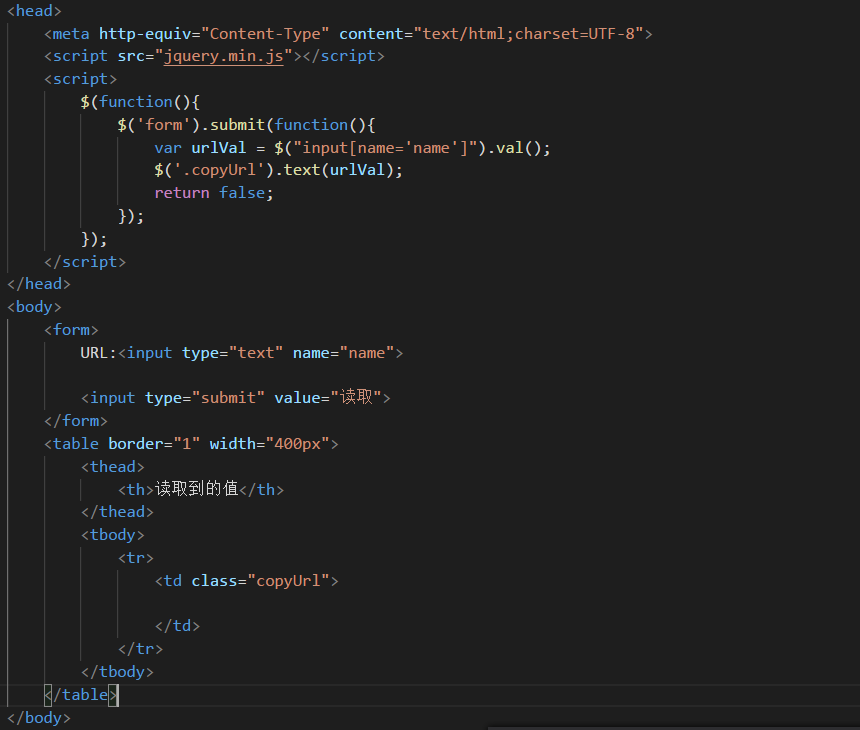 <head>
<meta http-equiv="Content-Type" content="text/html;charset=UTF-8">
<script src="jquery.min.js"></script>
<script>
$(function(){
$('form').submit(function(){
var urlVal = $("input[name='name']").val();
$('.copyUrl').text(urlVal);
return false;
});
});
</script>
</head>
<body>
<form>
URL:<input type="text" name="name">
<input type="submit" value="读取">
</form>
<table border="1" width="400px">
<thead>
<th>读取到的值</th>
</thead>
<tbody>
<tr>
<td class="copyUrl">
</td>
</tr>
</tbody>
</table>
</body>